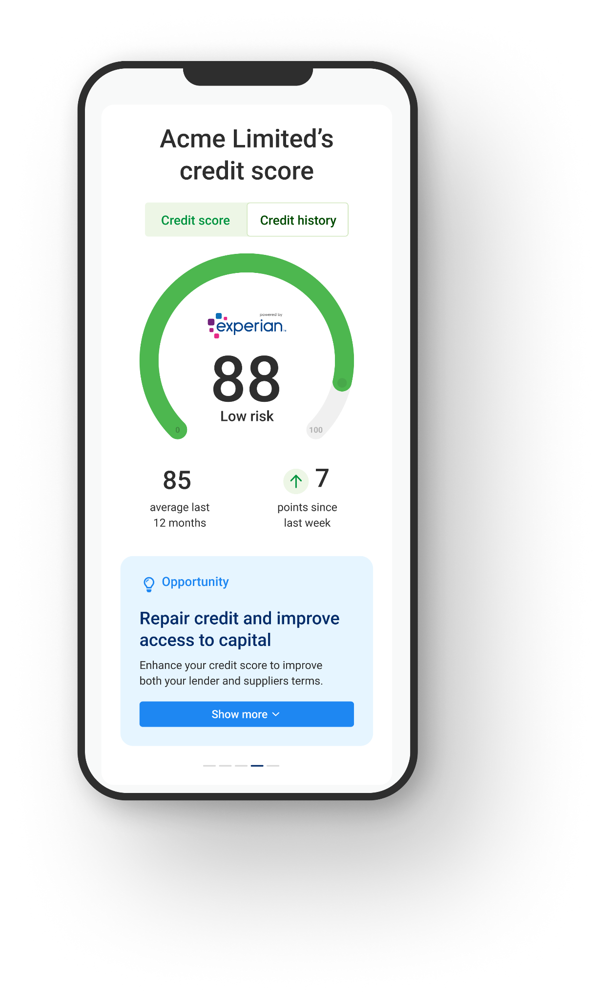 Acme Limited’s
credit score
Credit score
Credit history
powered by
experian™
88
Low risk
0
100
85
average last
12 months
7
points since
last week
Opportunity
Repair credit and improve
access to capital
Enhance your credit score to improve
both your lender and suppliers terms.
Show more